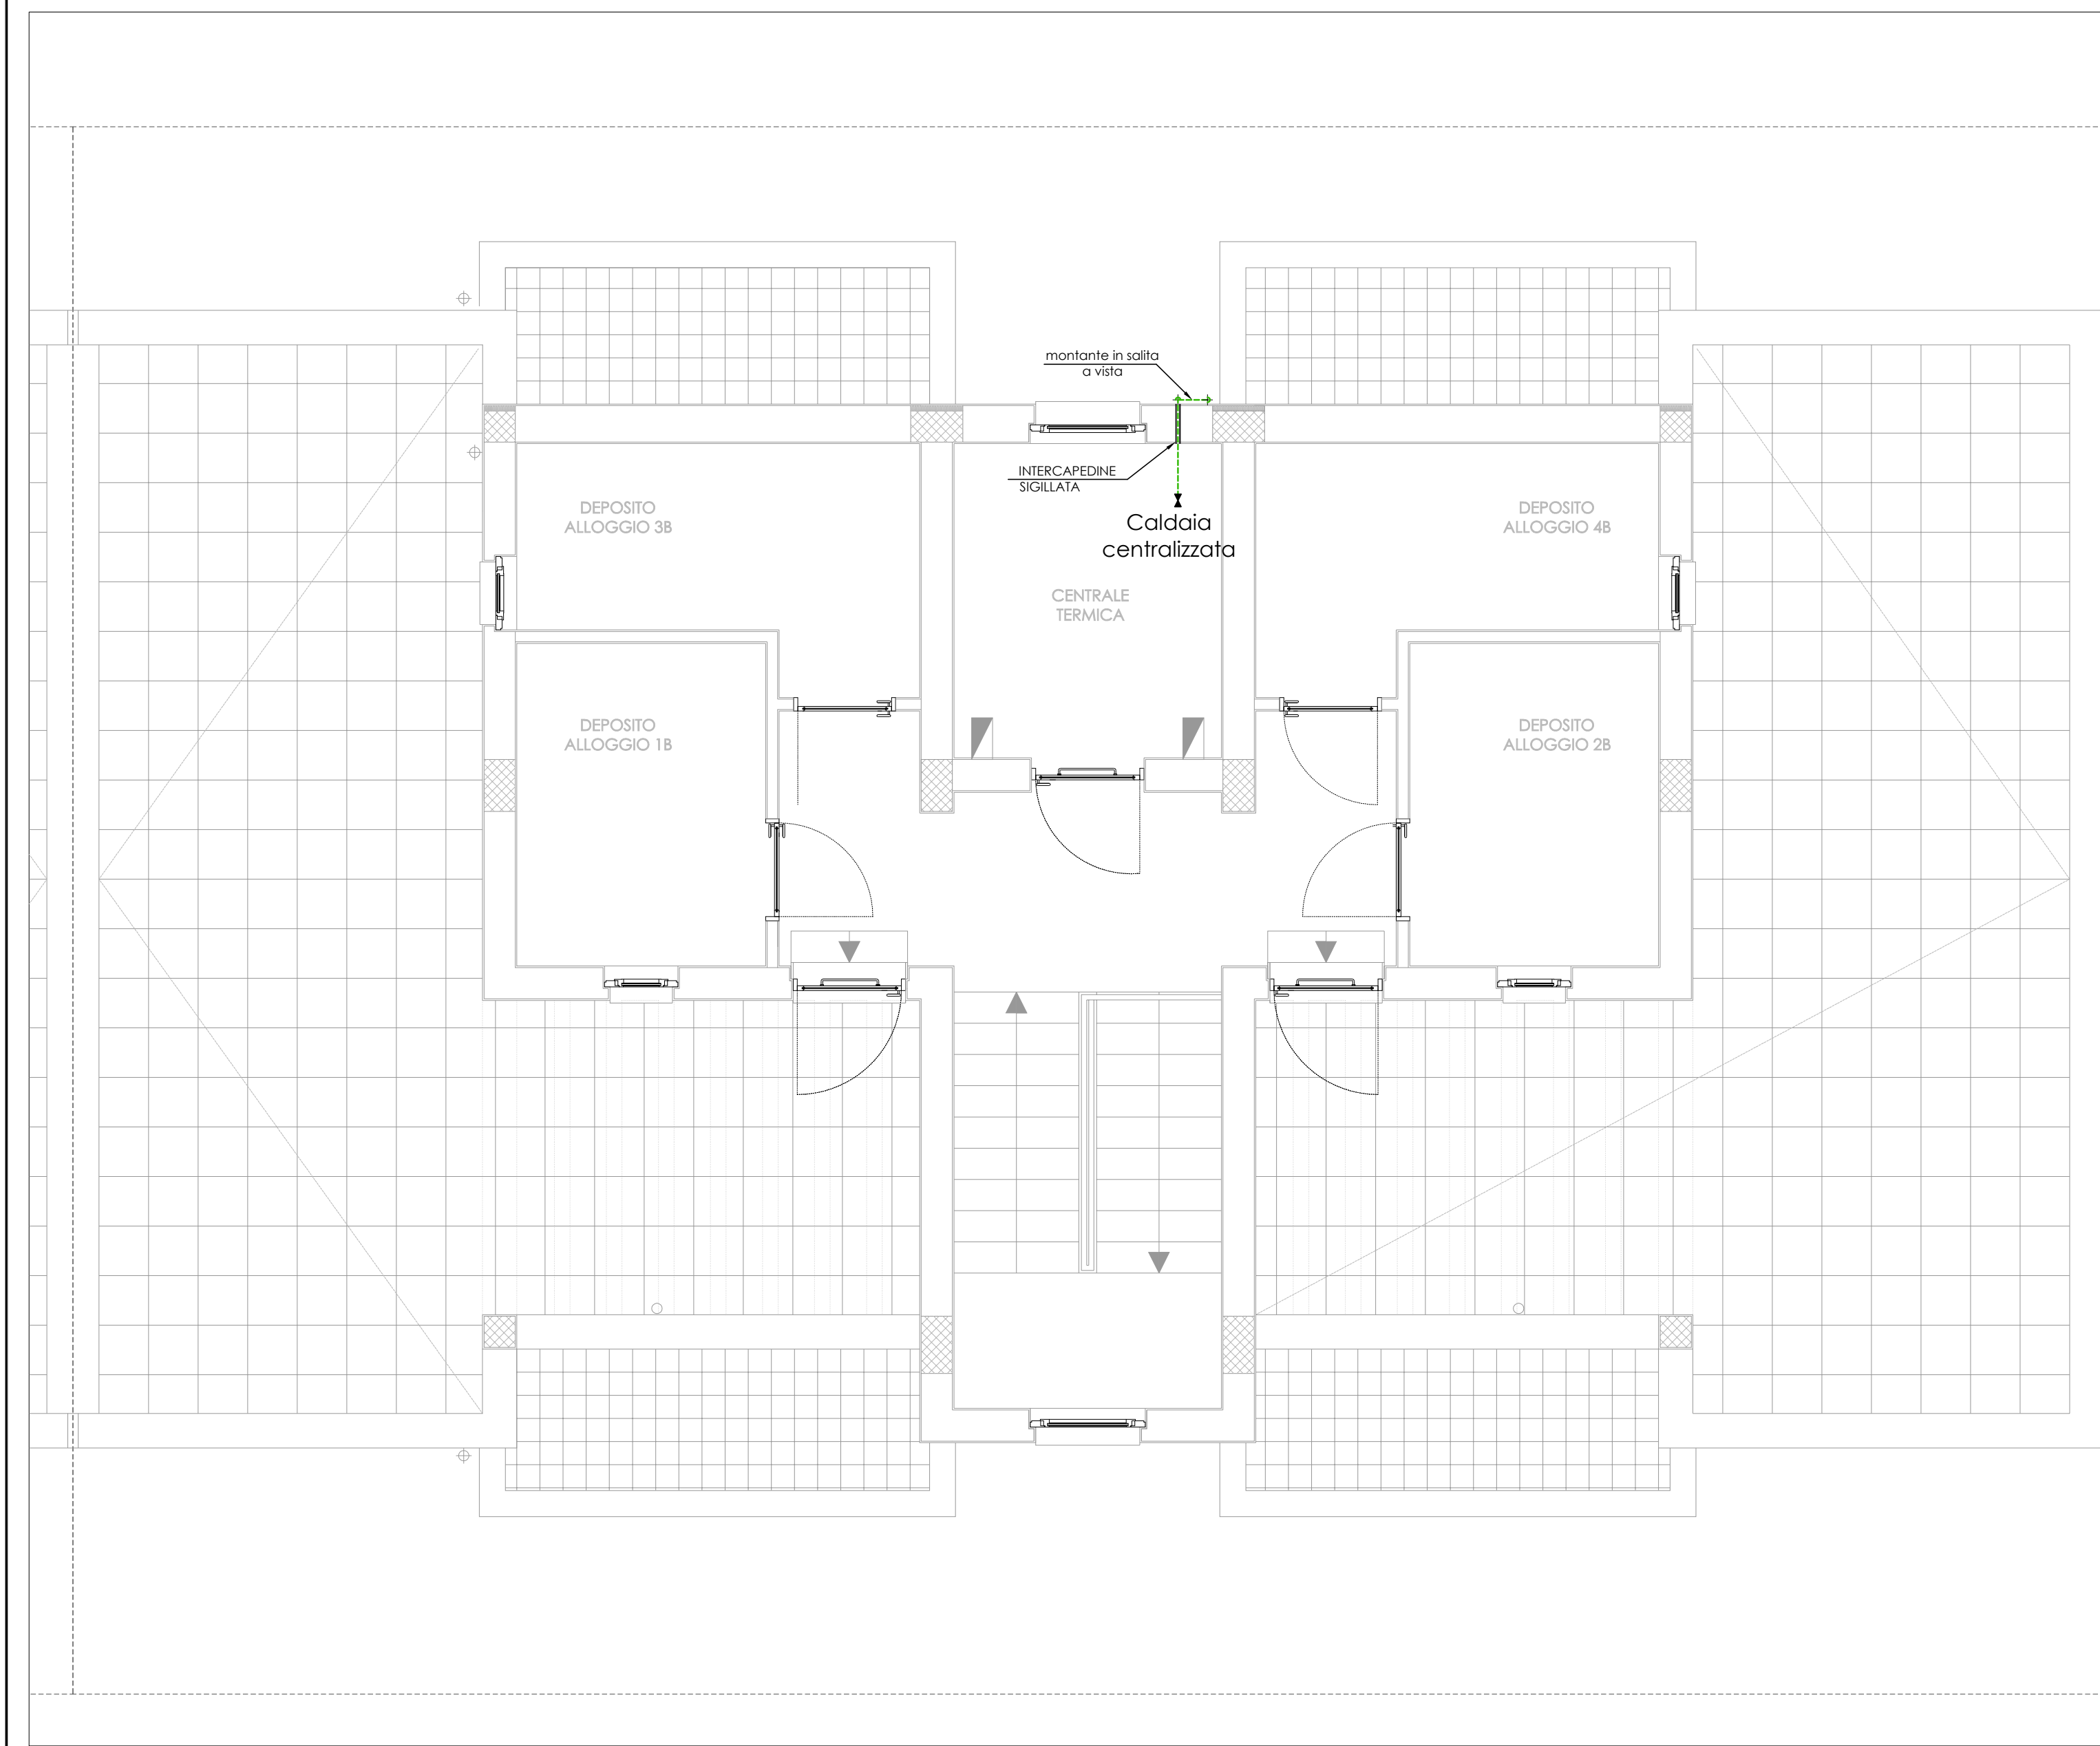 montante in salita
a vista
INTERCAPEDINE
SIGILLATA
DEPOSITO
ALLOGGIO 3B
Caldaia
centralizzata
DEPOSITO
ALLOGGIO 4B
CENTRALE
TERMICA
DEPOSITO
ALLOGGIO 1B
DEPOSITO
ALLOGGIO 2B